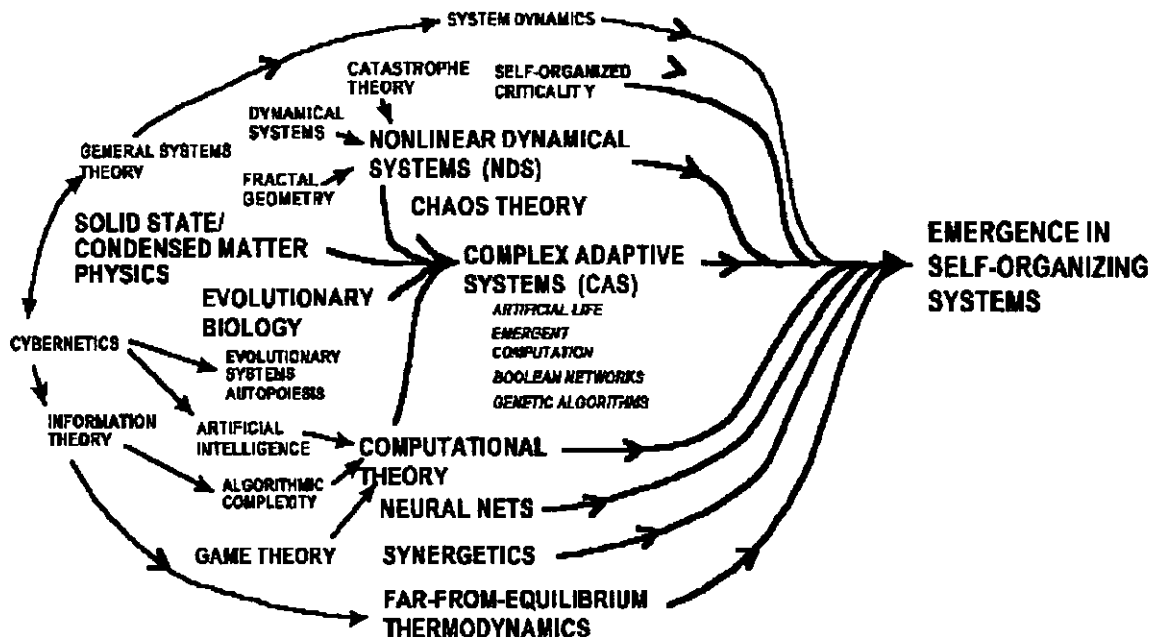 SYSTEM DYNAMICS
CATASTROPHE
THEORY
SELF-ORGANIZED
CRITICALITY
DYNAMICAL
SYSTEMS
NONLINEAR DYNAMICAL
SYSTEMS (NDS)
GENERAL SYSTEMS
THEORY
FRACTAL
GEOMETRY
CHAOS THEORY
SOLID STATE/
CONDENSED MATTER
PHYSICS
COMPLEX ADAPTIVE
SYSTEMS (CAS)
ARTIFICIAL LIFE
EMERGENT
COMPUTATION
BOOLEAN NETWORKS
GENETIC ALGORITHMS
EMERGENCE IN
SELF-ORGANIZING
SYSTEMS
EVOLUTIONARY
BIOLOGY
CYBERNETICS
EVOLUTIONARY
SYSTEMS
AUTOPOIESIS
INFORMATION
THEORY
ARTIFICIAL
INTELLIGENCE
COMPUTATIONAL
THEORY
ALGORITHMIC
COMPLEXITY
NEURAL NETS
GAME THEORY
SYNERGETICS
FAR-FROM-EQUILIBRIUM
THERMODYNAMICS